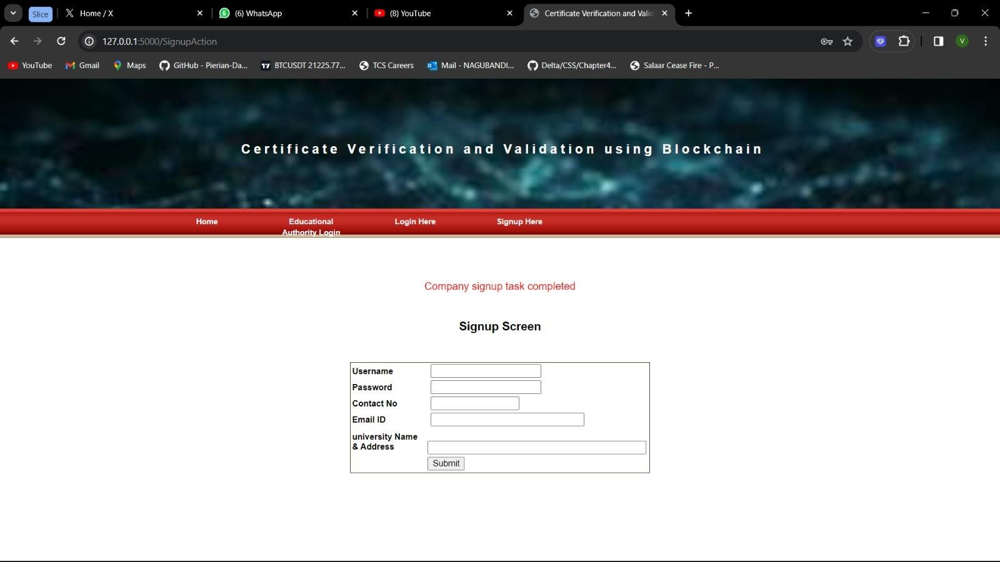 Slice
Home / X
(6) WhatsApp
(8) YouTube
Certificate Verification and Valid
127.0.0.1:5000/SignupAction
V
YouTube
Gmail
Maps
GitHub - Pierian-Da...
BTCUSDT 21225.77...
TCS Careers
Mail - NAGUBANDI...
Delta/CSS/Chapter4...
Salaar Cease Fire - P...
Certificate Verification and Validation using Blockchain
Home
Educational
Authority Login
Login Here
Signup Here
Company signup task completed
Signup Screen
Username
Password
Contact No
Email ID
university Name
& Address
Submit